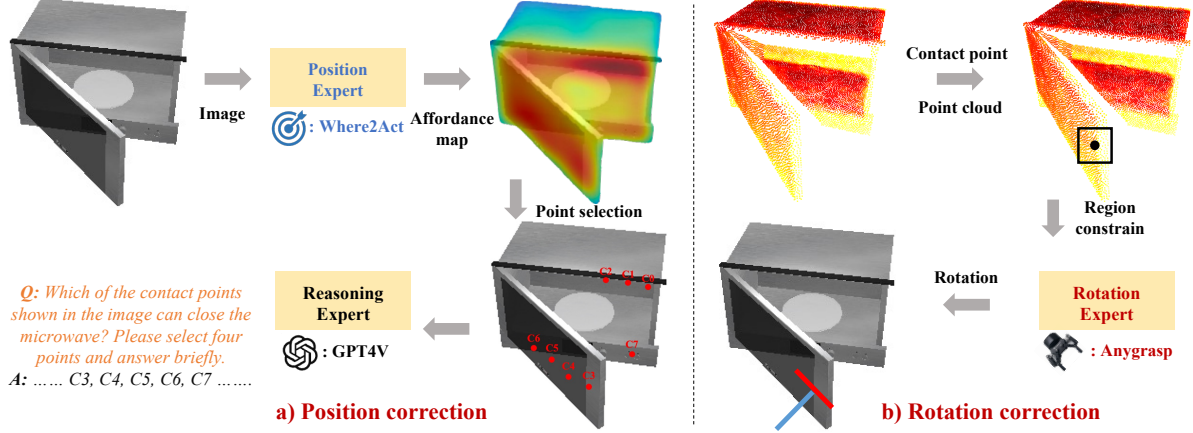 Image
Position
Expert
: Where2Act
Affordance
map
Point selection
C2 C1 C0
C7
C6
C5
C4
C3
Reasoning
Expert
: GPT4V
Q: Which of the contact points
shown in the image can close the
microwave? Please select four
points and answer briefly.
A: …… C3, C4, C5, C6, C7 …….
a) Position correction
Contact point
Point cloud
Region
constrain
Rotation
Expert
: Anygrasp
Rotation
b) Rotation correction